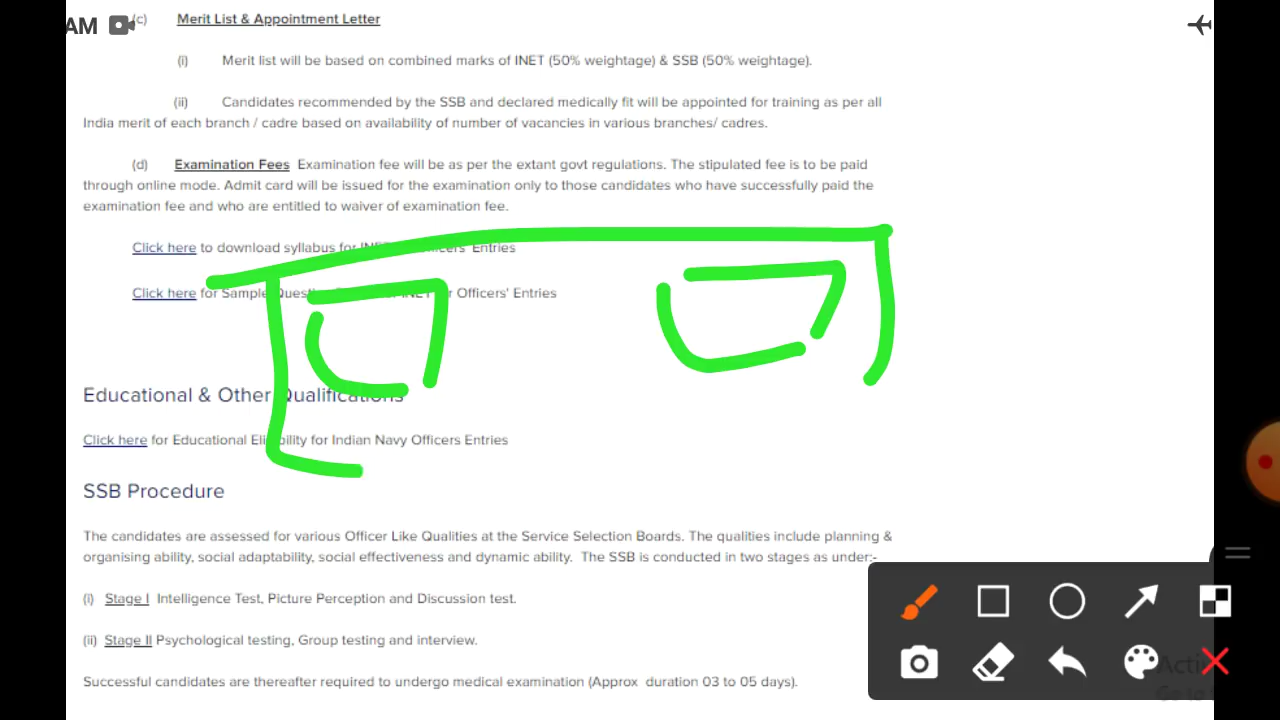 AM
(c) Merit List & Appointment Letter
(i) Merit list will be based on combined marks of INET (50% weightage) & SSB (50% weightage).
(ii) Candidates recommended by the SSB and declared medically fit will be appointed for training as per all
India merit of each branch / cadre based on availability of number of vacancies in various branches/ cadres.
(d) Examination Fees Examination fee will be as per the extant govt regulations. The stipulated fee is to be paid
through online mode. Admit card will be issued for the examination only to those candidates who have successfully paid the
examination fee and who are entitled to waiver of examination fee.
Click here to download syllabus for Entries
Click here for Sample Officers' Entries
Educational & Other Qualifications
Click here for Educational Eligibility for Indian Navy Officers Entries
SSB Procedure
The candidates are assessed for various Officer Like Qualities at the Service Selection Boards. The qualities include planning &
organising ability, social adaptability, social effectiveness and dynamic ability. The SSB is conducted in two stages as under:-
(i) Stage I Intelligence Test, Picture Perception and Discussion test.
(ii) Stage II Psychological testing, Group testing and interview.
Successful candidates are thereafter required to undergo medical examination (Approx duration 03 to 05 days).